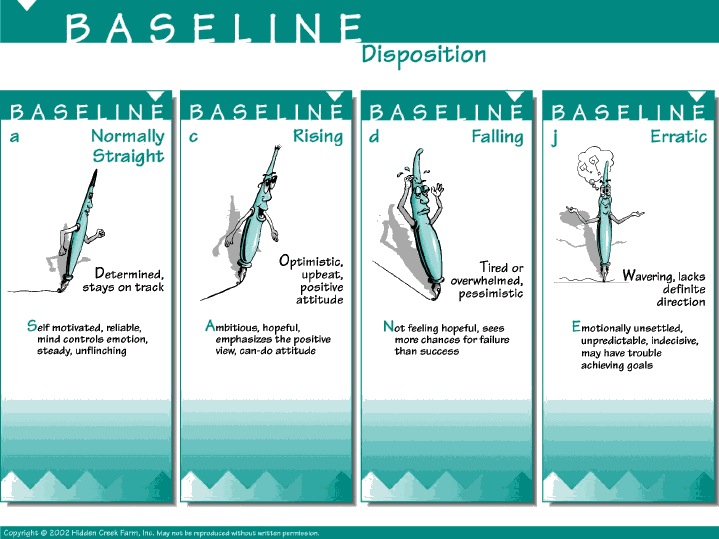 BASELINE
Disposition
BASELINE
a Normally
Straight
Determined,
stays on track
Self motivated, reliable,
mind controls emotion,
steady, unflinching
BASELINE
c Rising
Optimistic,
upbeat,
positive
attitude
Ambitious, hopeful,
emphasizes the positive
view, can-do attitude
BASELINE
d Falling
Tired or
overwhelmed,
pessimistic
Not feeling hopeful, sees
more chances for failure
than success
BASELINE
j Erratic
Wavering, lacks
definite
direction
Emotionally unsettled,
unpredictable, indecisive,
may have trouble
achieving goals
Copyright © 2002 Hidden Creek Farm, Inc. May not be reproduced without written permission.